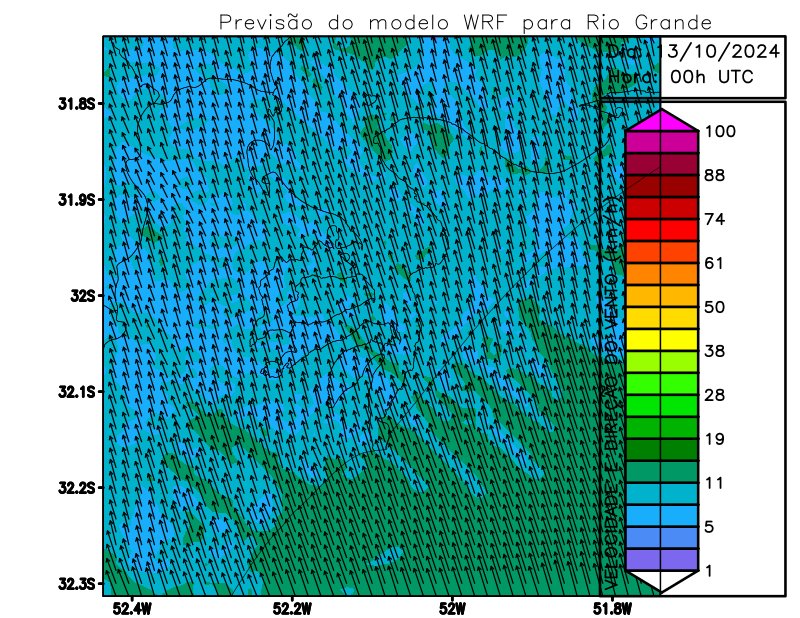 Previsão do modelo WRF para Rio Grande
Dia: 13/10/2024
Hora: 00h UTC
31.8S
31.9S
32S
32.1S
32.2S
32.3S
52.4W
52.2W
52W
51.8W
VELOCIDADE E DIREÇÃO DO VENTO (km/h)
100
88
74
61
50
38
28
19
11
5
1